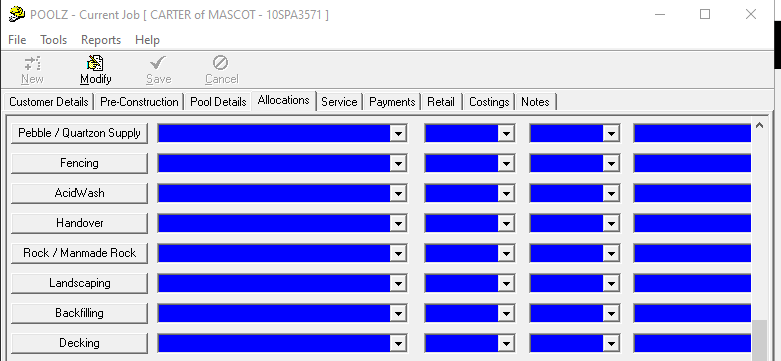 POOLZ - Current Job [ CARTER of MASCOT - 10SPA3571 ]
File Tools Reports Help
New Modify Save Cancel
Customer Details Pre-Construction Pool Details Allocations Service Payments Retail Costings Notes
Pebble / Quartzon Supply
Fencing
AcidWash
Handover
Rock / Manmade Rock
Landscaping
Backfilling
Decking